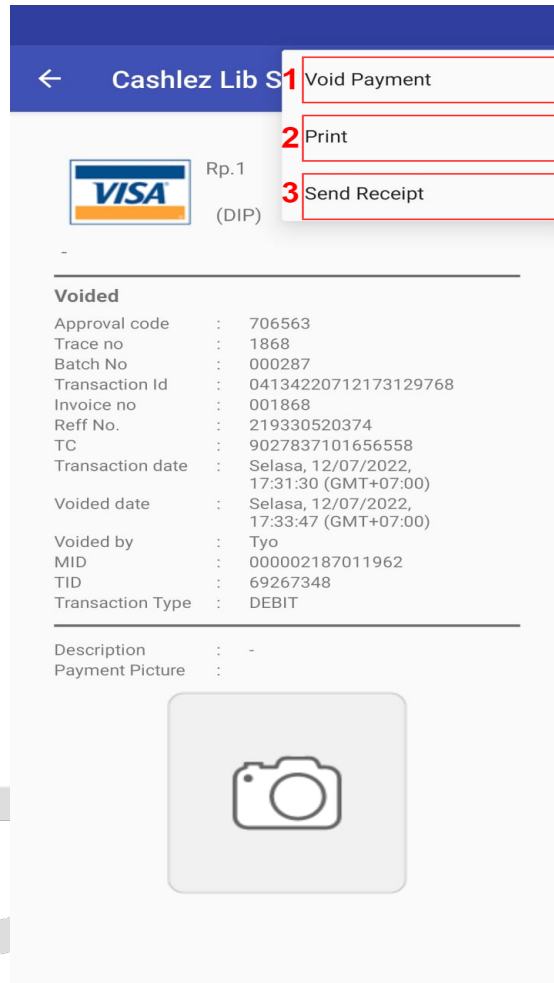 Cashlez Lib S
1 Void Payment
2 Print
3 Send Receipt
VISA
Rp.1
(DIP)
-
Voided
Approval code : 706563
Trace no : 1868
Batch No : 000287
Transaction Id : 04134220712173129768
Invoice no : 001868
Reff No. : 219330520374
TC : 9027837101656558
Transaction date : Selasa, 12/07/2022,
17:31:30 (GMT+07:00)
Voided date : Selasa, 12/07/2022,
17:33:47 (GMT+07:00)
Voided by : Tyo
MID : 000002187011962
TID : 69267348
Transaction Type : DEBIT
Description : -
Payment Picture :